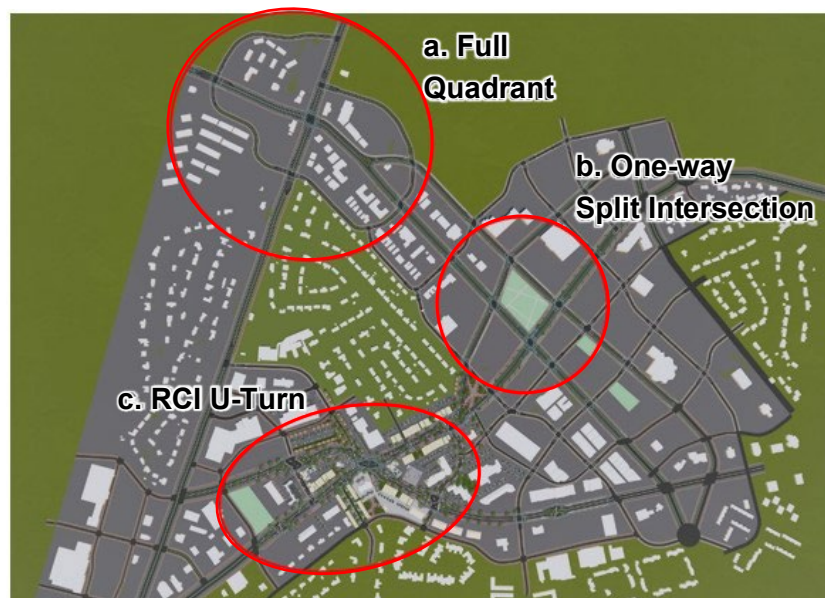 a. Full
Quadrant
b. One-way
Split Intersection
c. RCI U-Turn